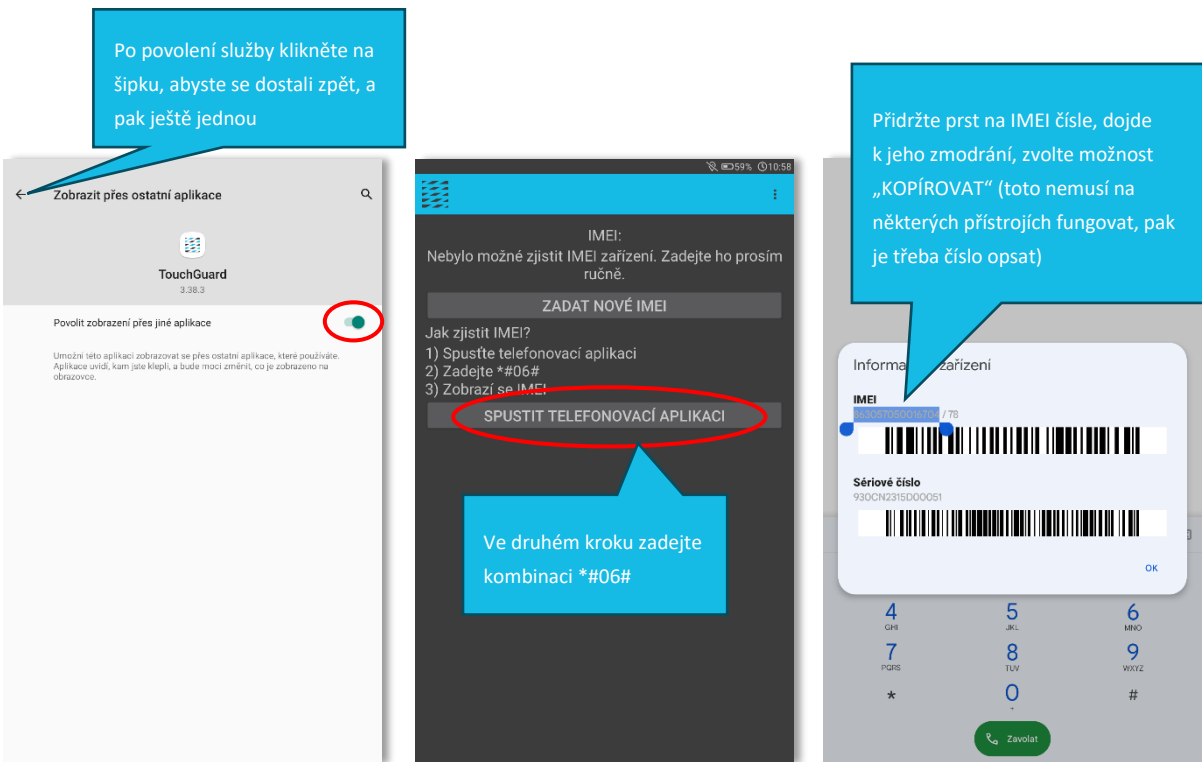 Po povolení služby klikněte na
šipku, abyste se dostali zpět, a
pak ještě jednou
Zobrazit přes ostatní aplikace
TouchGuard
3.38.3
Povolit zobrazení přes jiné aplikace
Umožní této aplikaci zobrazovat se přes ostatní aplikace, které používáte.
Aplikace uvidí, kam jste klepli, a bude moci změnit, co je zobrazeno na
obrazovce.
59% 10:58
IMEI:
Nebylo možné zjistit IMEI zařízení. Zadejte ho prosím
ručně.
ZADAT NOVÉ IMEI
Jak zjistit IMEI?
1) Spusťte telefonovací aplikaci
2) Zadejte *#06#
3) Zobrazí se IMEI
SPUSTIT TELEFONOVACÍ APLIKACI
Ve druhém kroku zadejte
kombinaci *#06#
Přidržte prst na IMEI čísle, dojde
k jeho zmodrání, zvolte možnost
„KOPÍROVAT“ (toto nemusí na
některých přístrojích fungovat, pak
je třeba číslo opsat)
Informa zařízení
IMEI
863057050016704 / 78
Sériové číslo
930CN2315D00051
OK
4 5 6
GHI JKL MNO
7 8 9
PQRS TUV WXYZ
* 0 #
+
Zavolat